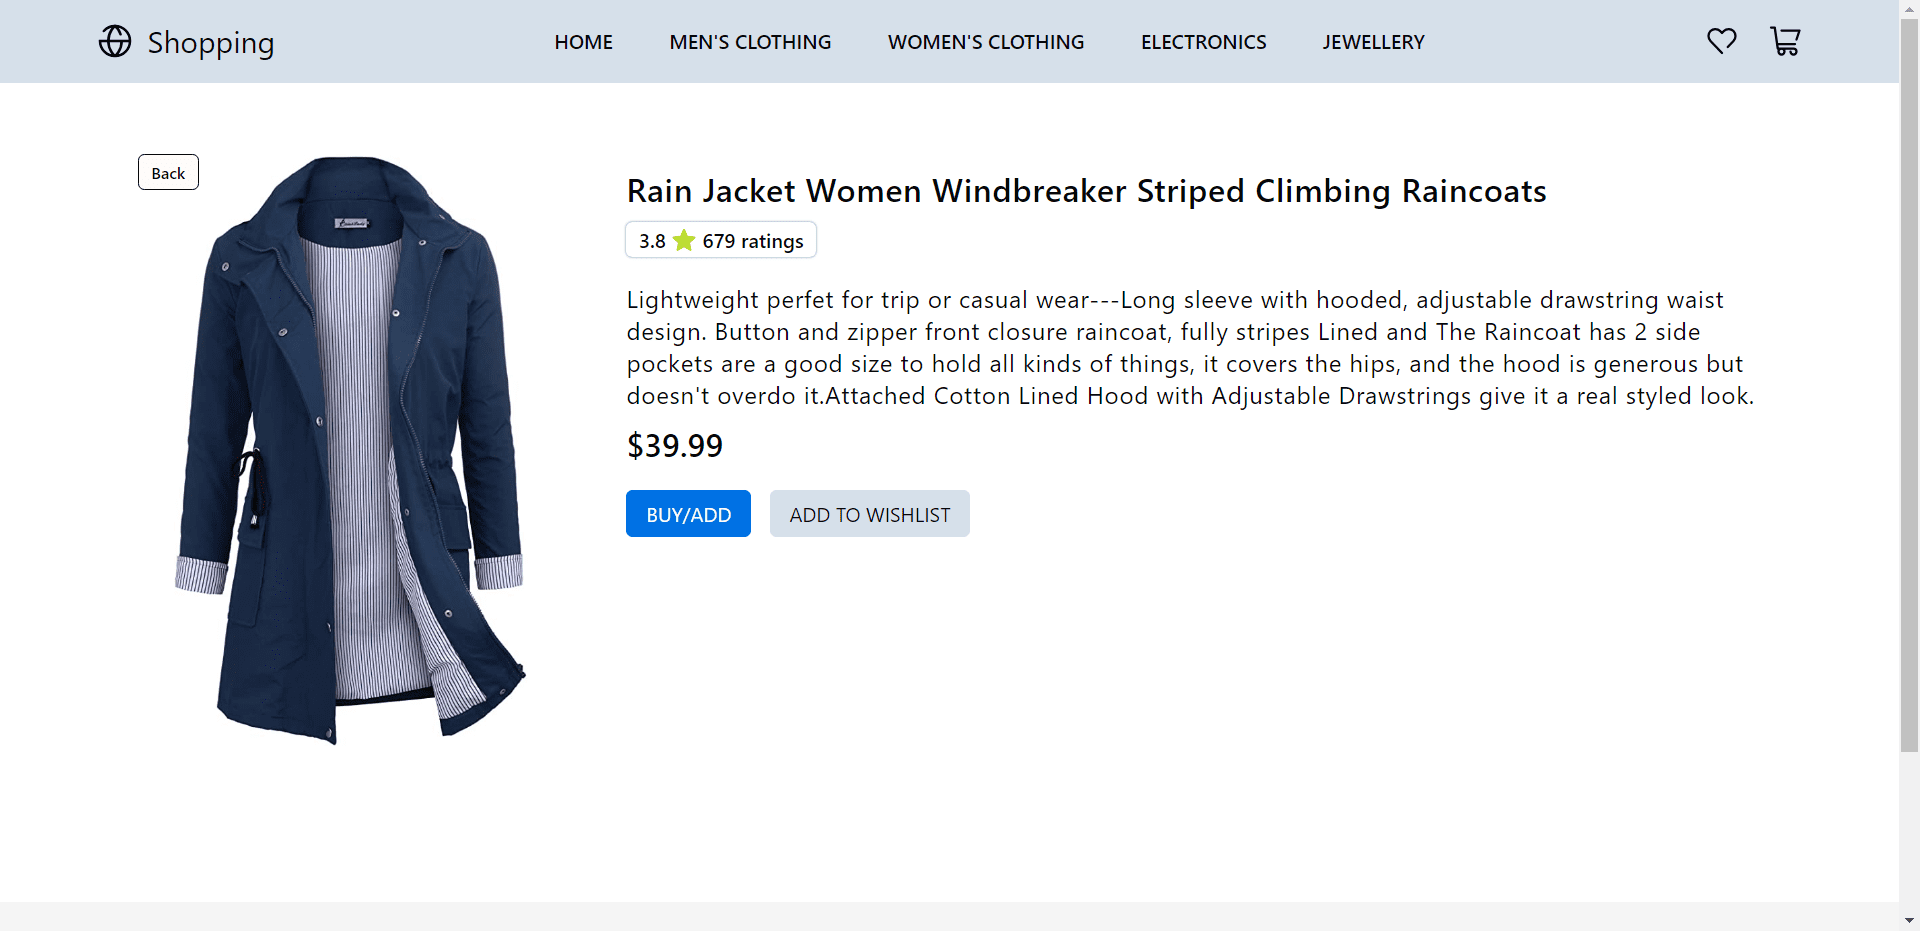 Shopping
HOME
MEN'S CLOTHING
WOMEN'S CLOTHING
ELECTRONICS
JEWELLERY
Back
Rain Jacket Women Windbreaker Striped Climbing Raincoats
3.8 679 ratings
Lightweight perfet for trip or casual wear---Long sleeve with hooded, adjustable drawstring waist
design. Button and zipper front closure raincoat, fully stripes Lined and The Raincoat has 2 side
pockets are a good size to hold all kinds of things, it covers the hips, and the hood is generous but
doesn't overdo it.Attached Cotton Lined Hood with Adjustable Drawstrings give it a real styled look.
$39.99
BUY/ADD
ADD TO WISHLIST